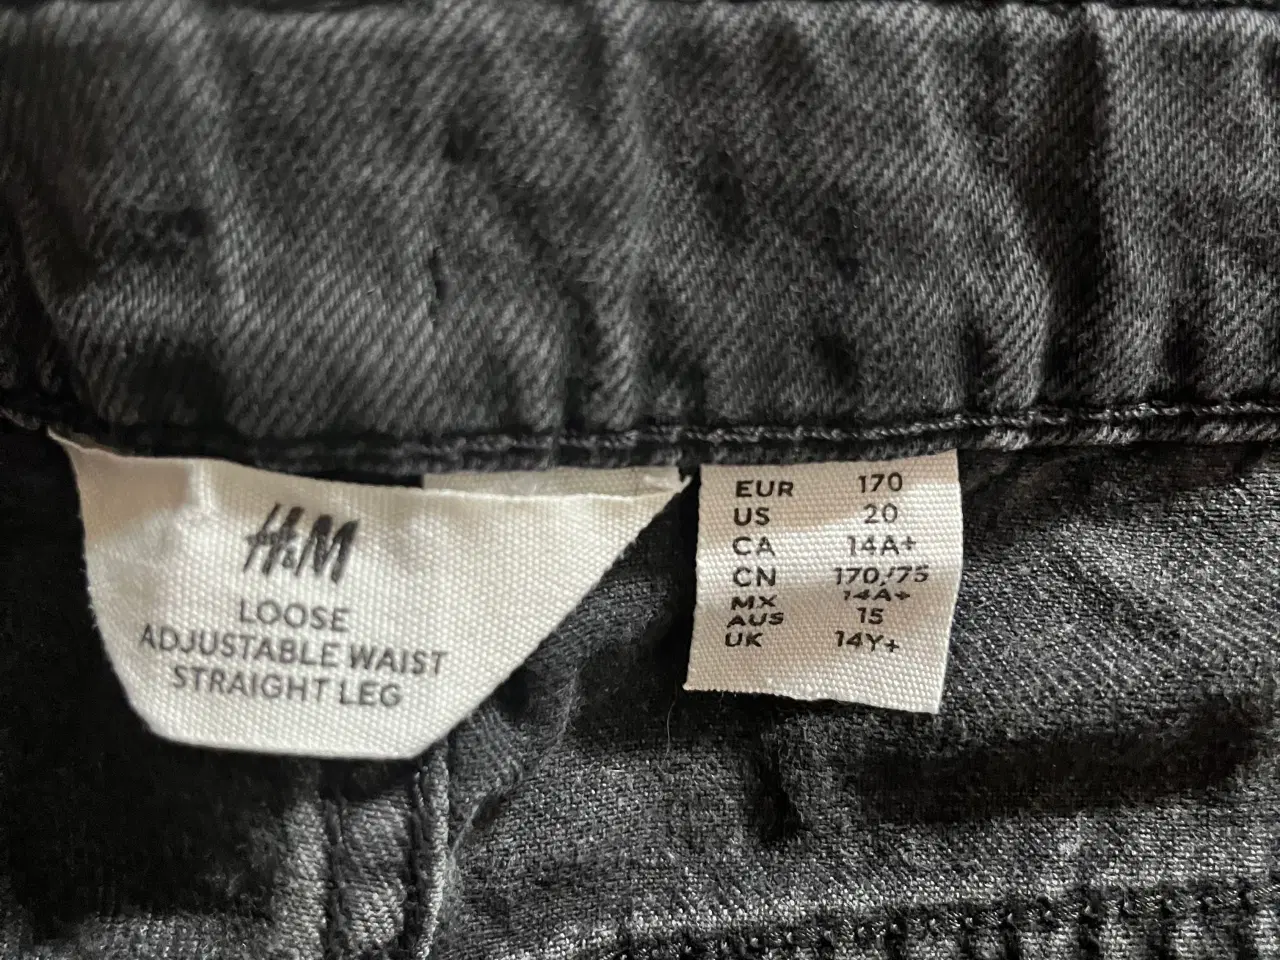 H&M
LOOSE
ADJUSTABLE WAIST
STRAIGHT LEG
EUR 170
US 20
CA 14A+
CN 170/75
MX 14A+
AUS 15
UK 14Y+